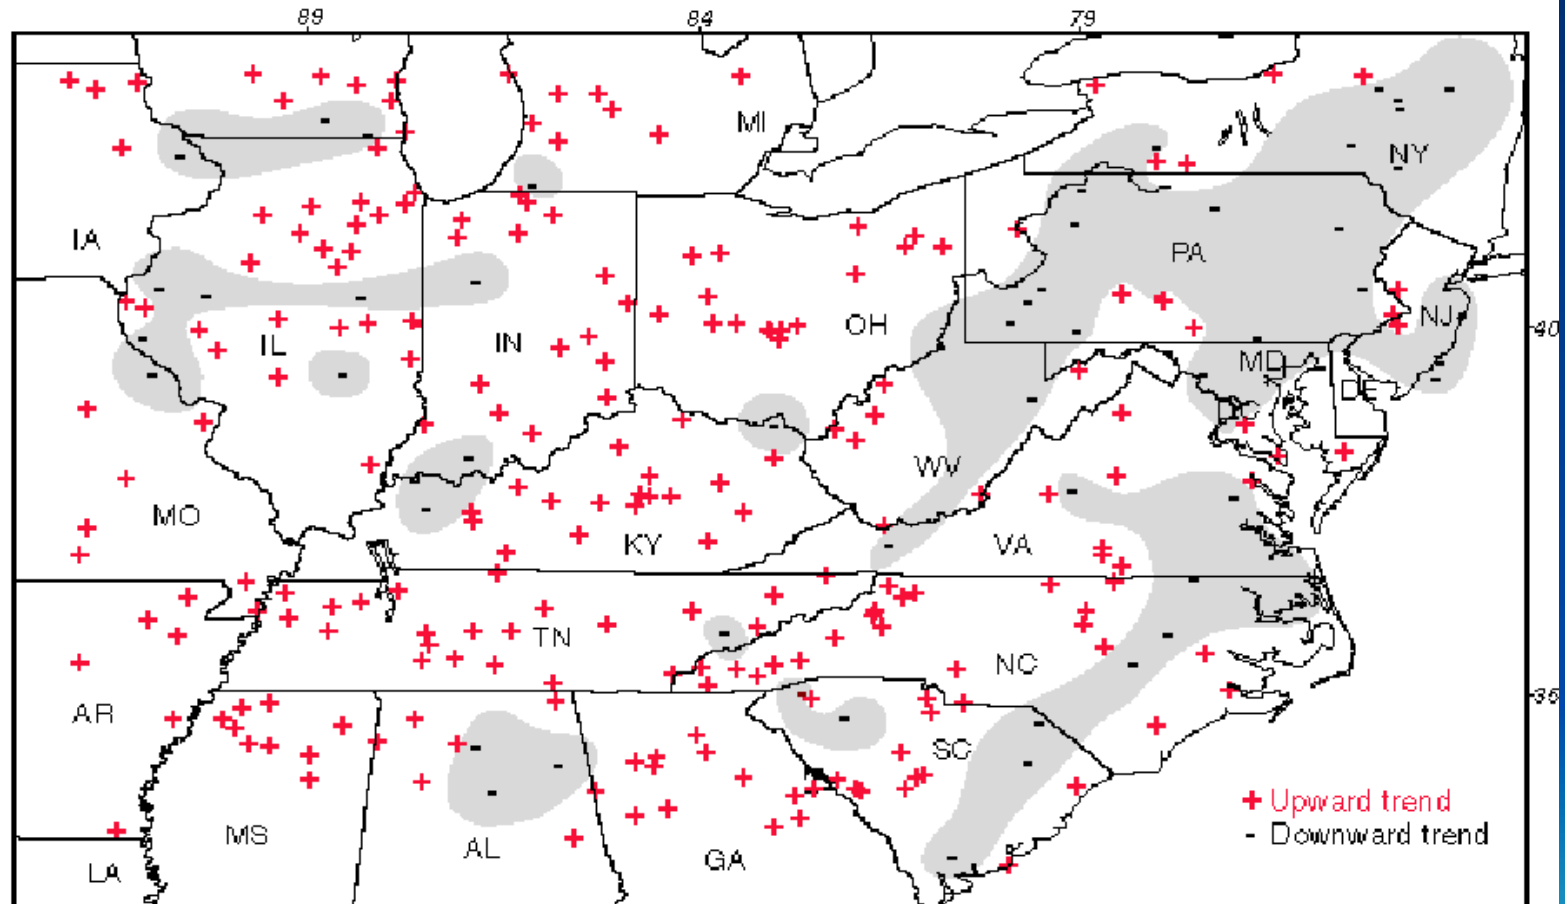 89 84 79
MI
NY
IA
PA
OH
NJ
40
IL
IN
MD
DE
DC
WV
MO
KY
VA
TN
NC
AR
35
SC
Upward trend
Downward trend
MS
AL
GA
LA